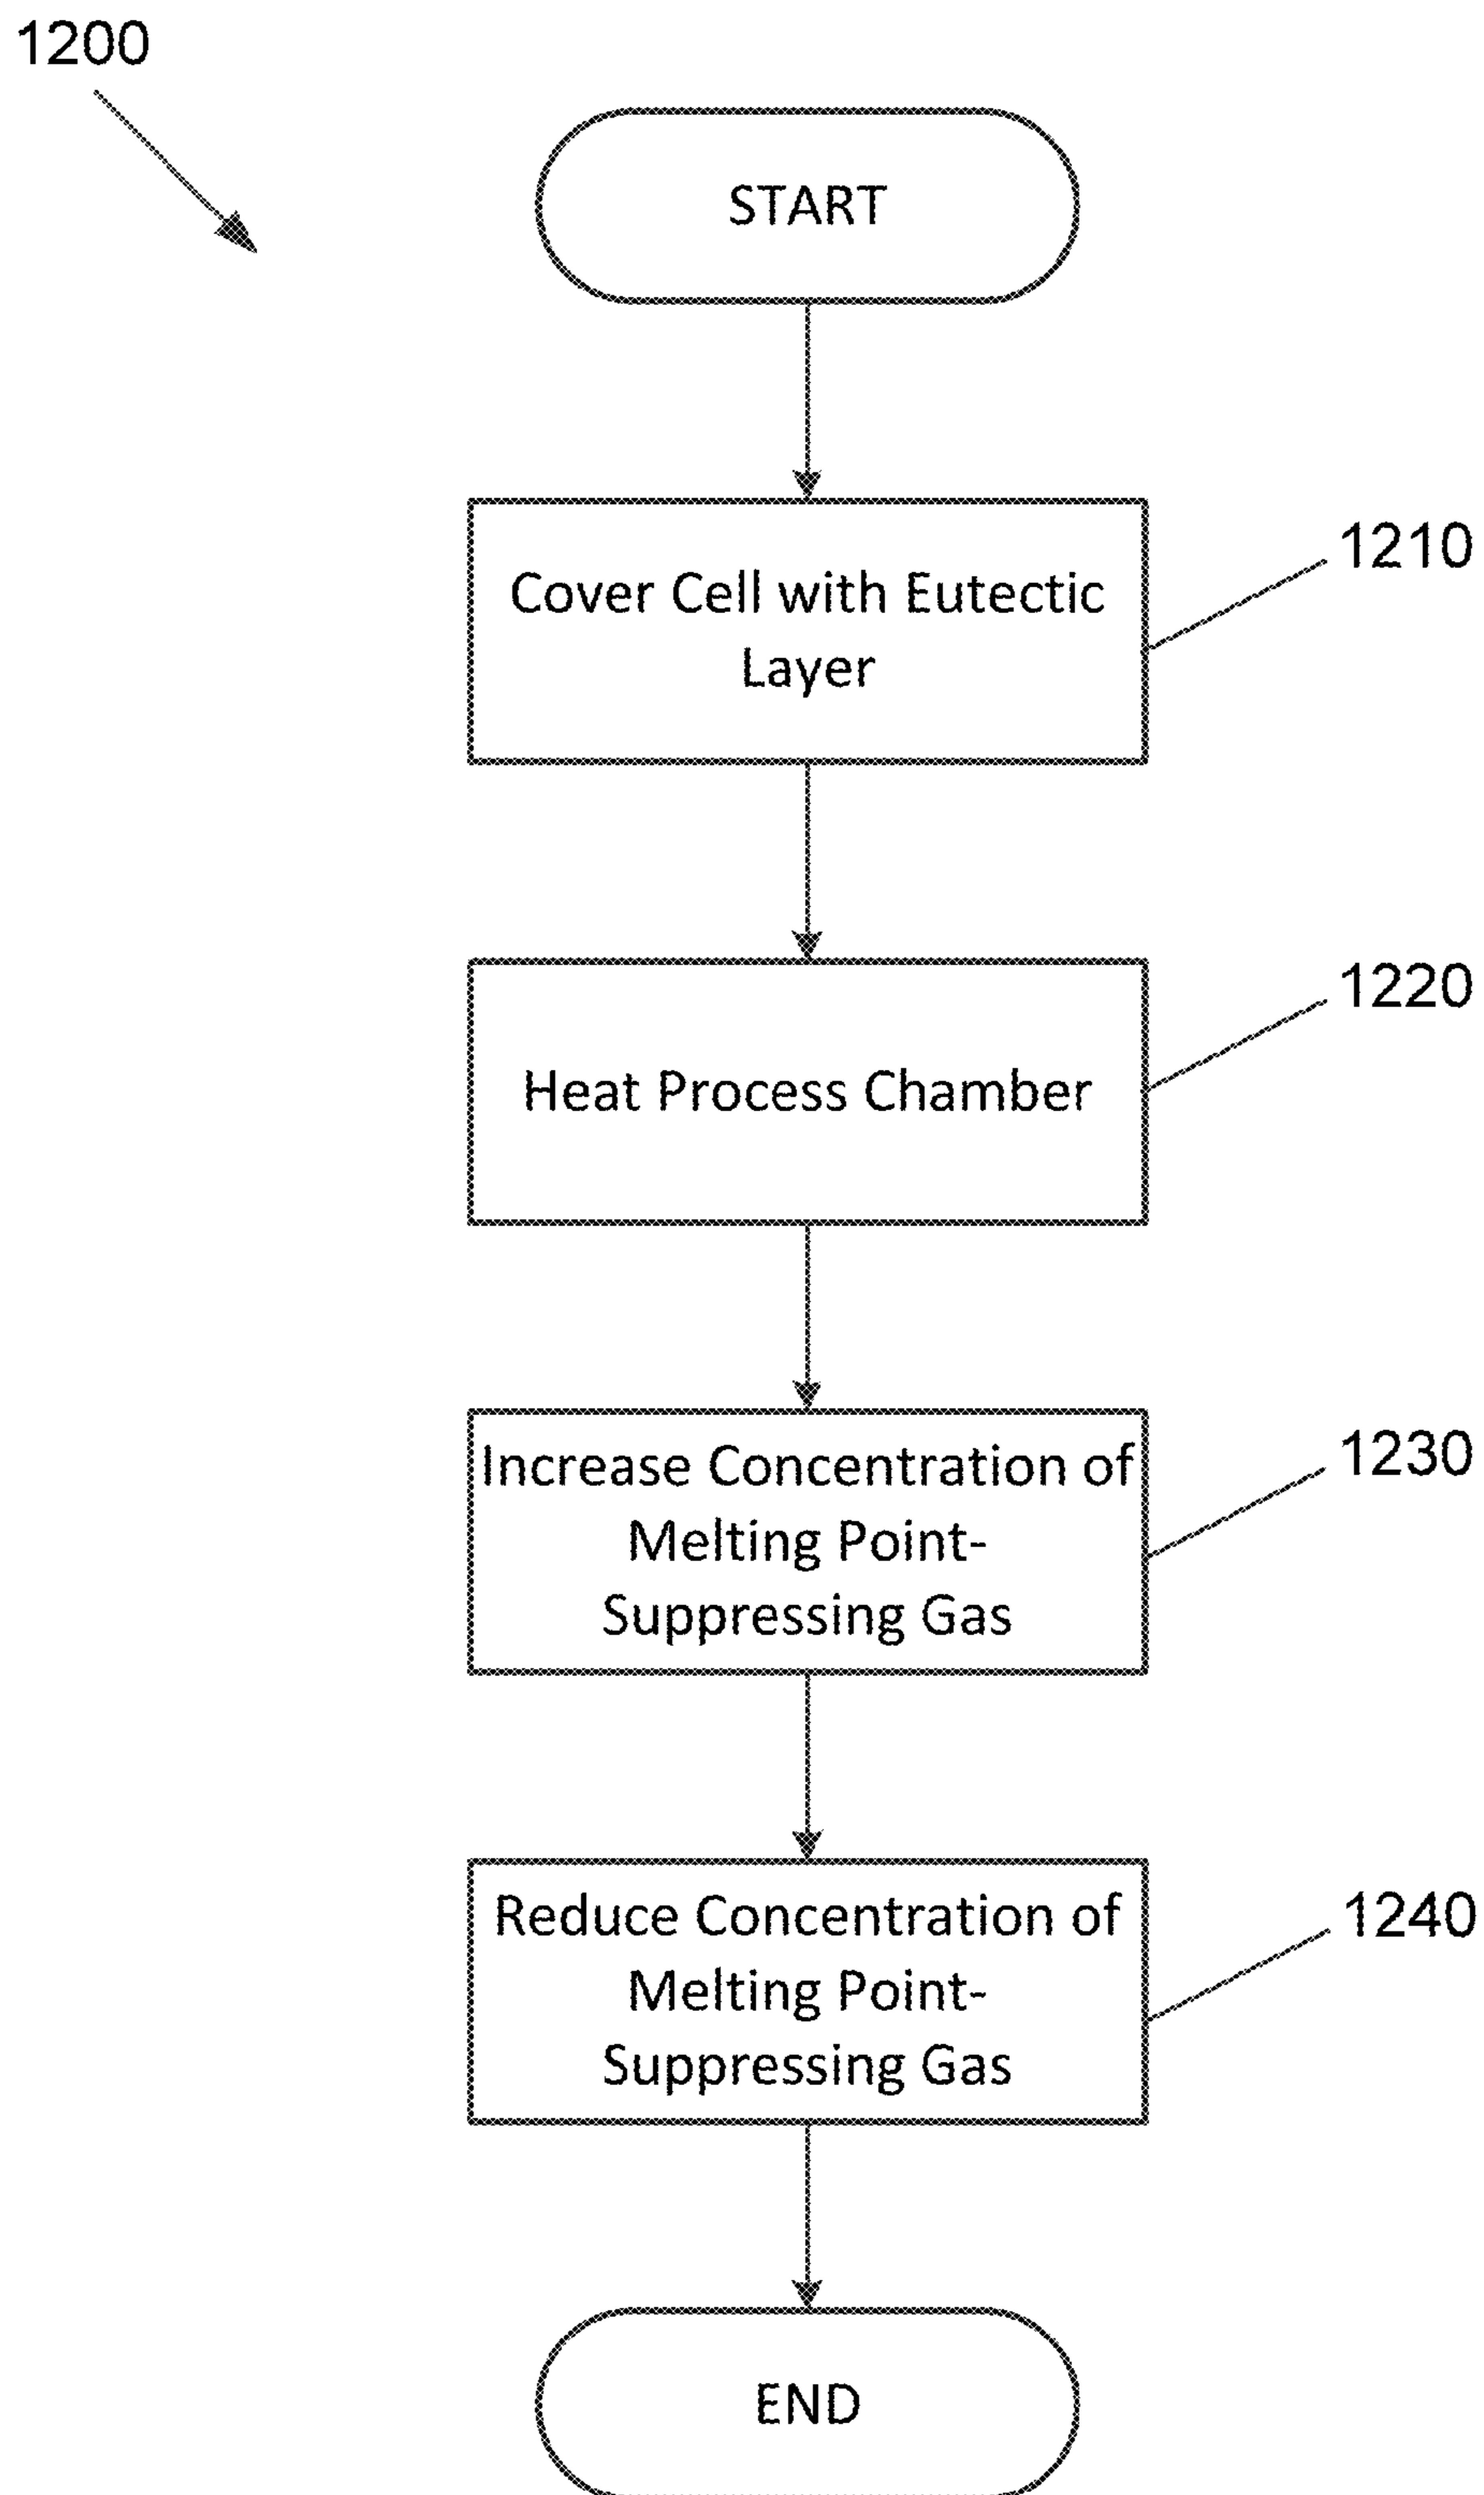 1200
START
Cover Cell with Eutectic
Layer
1210
Heat Process Chamber
1220
Increase Concentration of
Melting Point-
Suppressing Gas
1230
Reduce Concentration of
Melting Point-
Suppressing Gas
1240
END